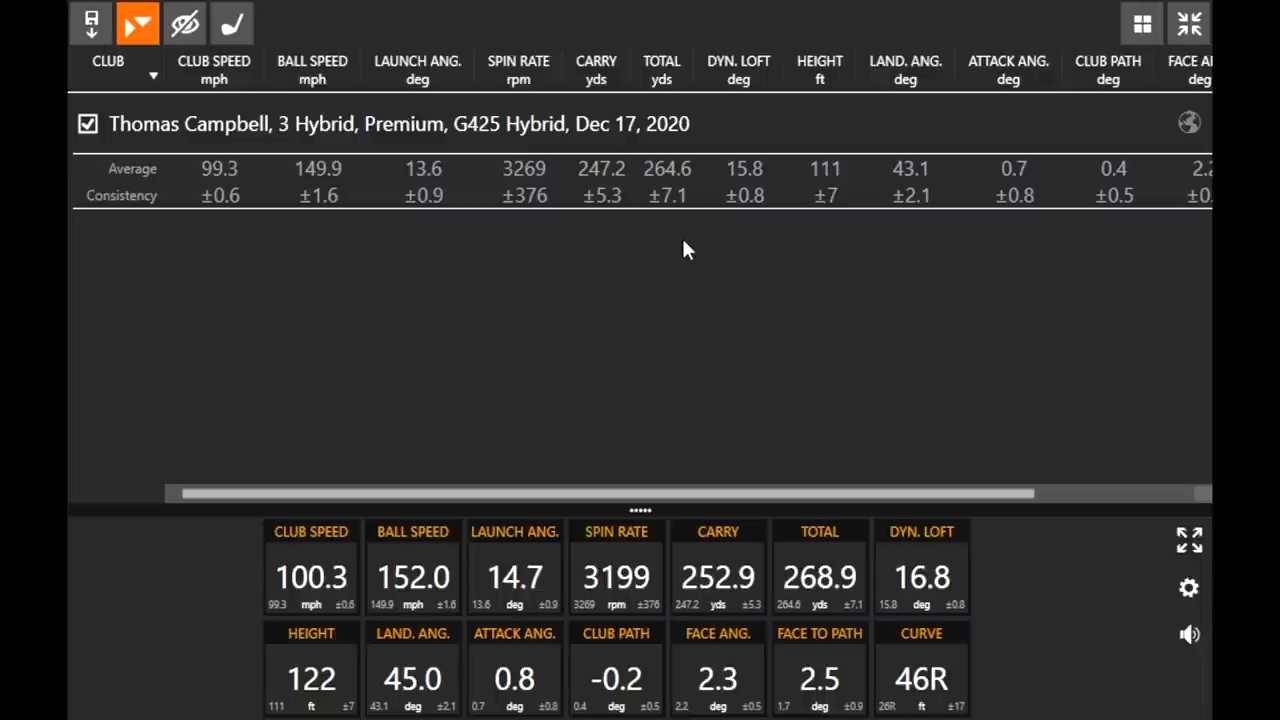 CLUB CLUB SPEED BALL SPEED LAUNCH ANG. SPIN RATE CARRY TOTAL DYN. LOFT HEIGHT LAND. ANG. ATTACK ANG. CLUB PATH FACE A
mph mph deg rpm yds yds deg ft deg deg deg deg
Thomas Campbell, 3 Hybrid, Premium, G425 Hybrid, Dec 17, 2020
Average 99.3 149.9 13.6 3269 247.2 264.6 15.8 111 43.1 0.7 0.4 2.2
Consistency ±0.6 ±1.6 ±0.9 ±376 ±5.3 ±7.1 ±0.8 ±7 ±2.1 ±0.8 ±0.5 ±0.
CLUB SPEED BALL SPEED LAUNCH ANG. SPIN RATE CARRY TOTAL DYN. LOFT
100.3 152.0 14.7 3199 252.9 268.9 16.8
99.3 mph ±0.6 149.9 mph ±1.6 13.6 deg ±0.9 3269 rpm ±376 247.2 yds ±5.3 264.6 yds ±7.1 15.8 deg ±0.8
HEIGHT LAND. ANG. ATTACK ANG. CLUB PATH FACE ANG. FACE TO PATH CURVE
122 45.0 0.8 -0.2 2.3 2.5 46R
111 ft ±7 43.1 deg ±2.1 0.7 deg ±0.8 0.4 deg ±0.5 2.2 deg ±0.5 1.7 deg ±0.9 26R ft ±17